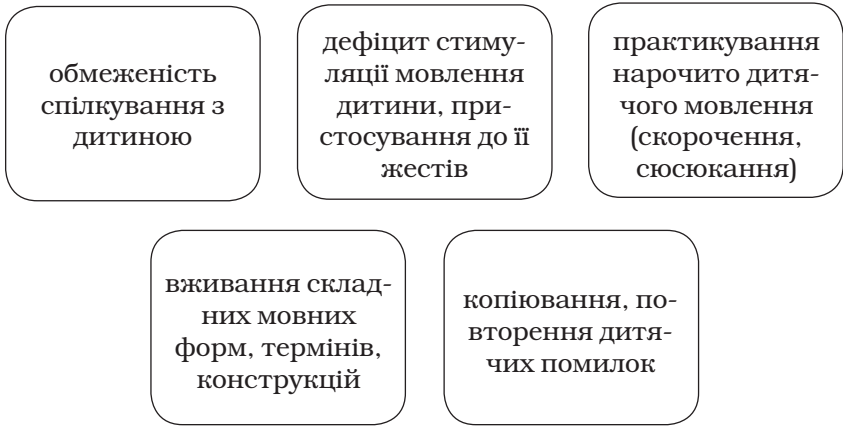 обмеженість
спілкування з
дитиною
дефіцит стиму-
ляції мовлення
дитини, при-
стосування до її
жестів
практикування
нарочито дитя-
чого мовлення
(скорочення,
сюсюкання)
вживання склад-
них мовних
форм, термінів,
конструкцій
копіювання, по-
вторення дитя-
чих помилок